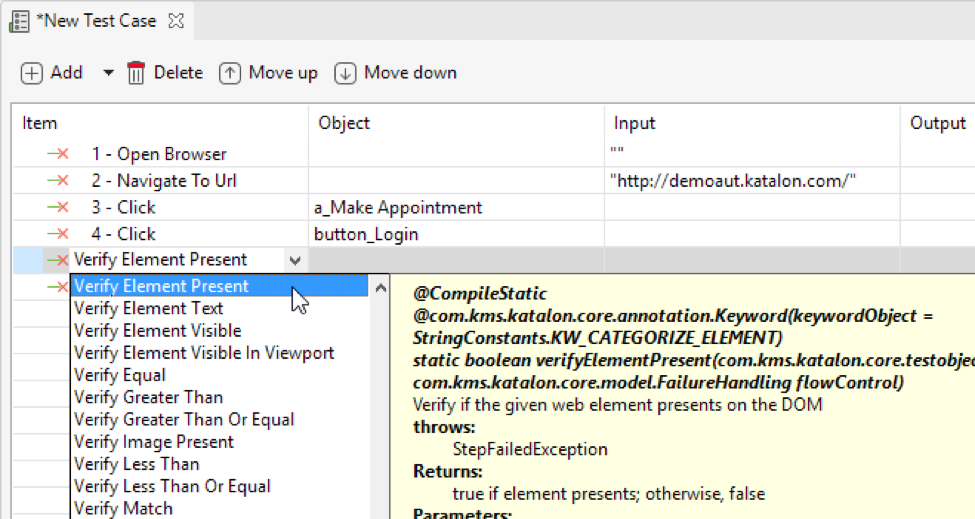 *New Test Case
Add Delete Move up Move down
Item Object Input Output
1 - Open Browser ""
2 - Navigate To Url "http://demoaut.katalon.com/"
3 - Click a_Make Appointment
4 - Click button_Login
Verify Element Present
Verify Element Present
Verify Element Text
Verify Element Visible
Verify Element Visible In Viewport
Verify Equal
Verify Greater Than
Verify Greater Than Or Equal
Verify Image Present
Verify Less Than
Verify Less Than Or Equal
Verify Match
@CompileStatic
@com.kms.katalon.core.annotation.Keyword(keywordObject =
StringConstants.KW_CATEGORIZE_ELEMENT)
static boolean verifyElementPresent(com.kms.katalon.core.testobjec
com.kms.katalon.core.model.FailureHandling flowControl)
Verify if the given web element presents on the DOM
throws:
StepFailedException
Returns:
true if element presents; otherwise, false
Parameters: